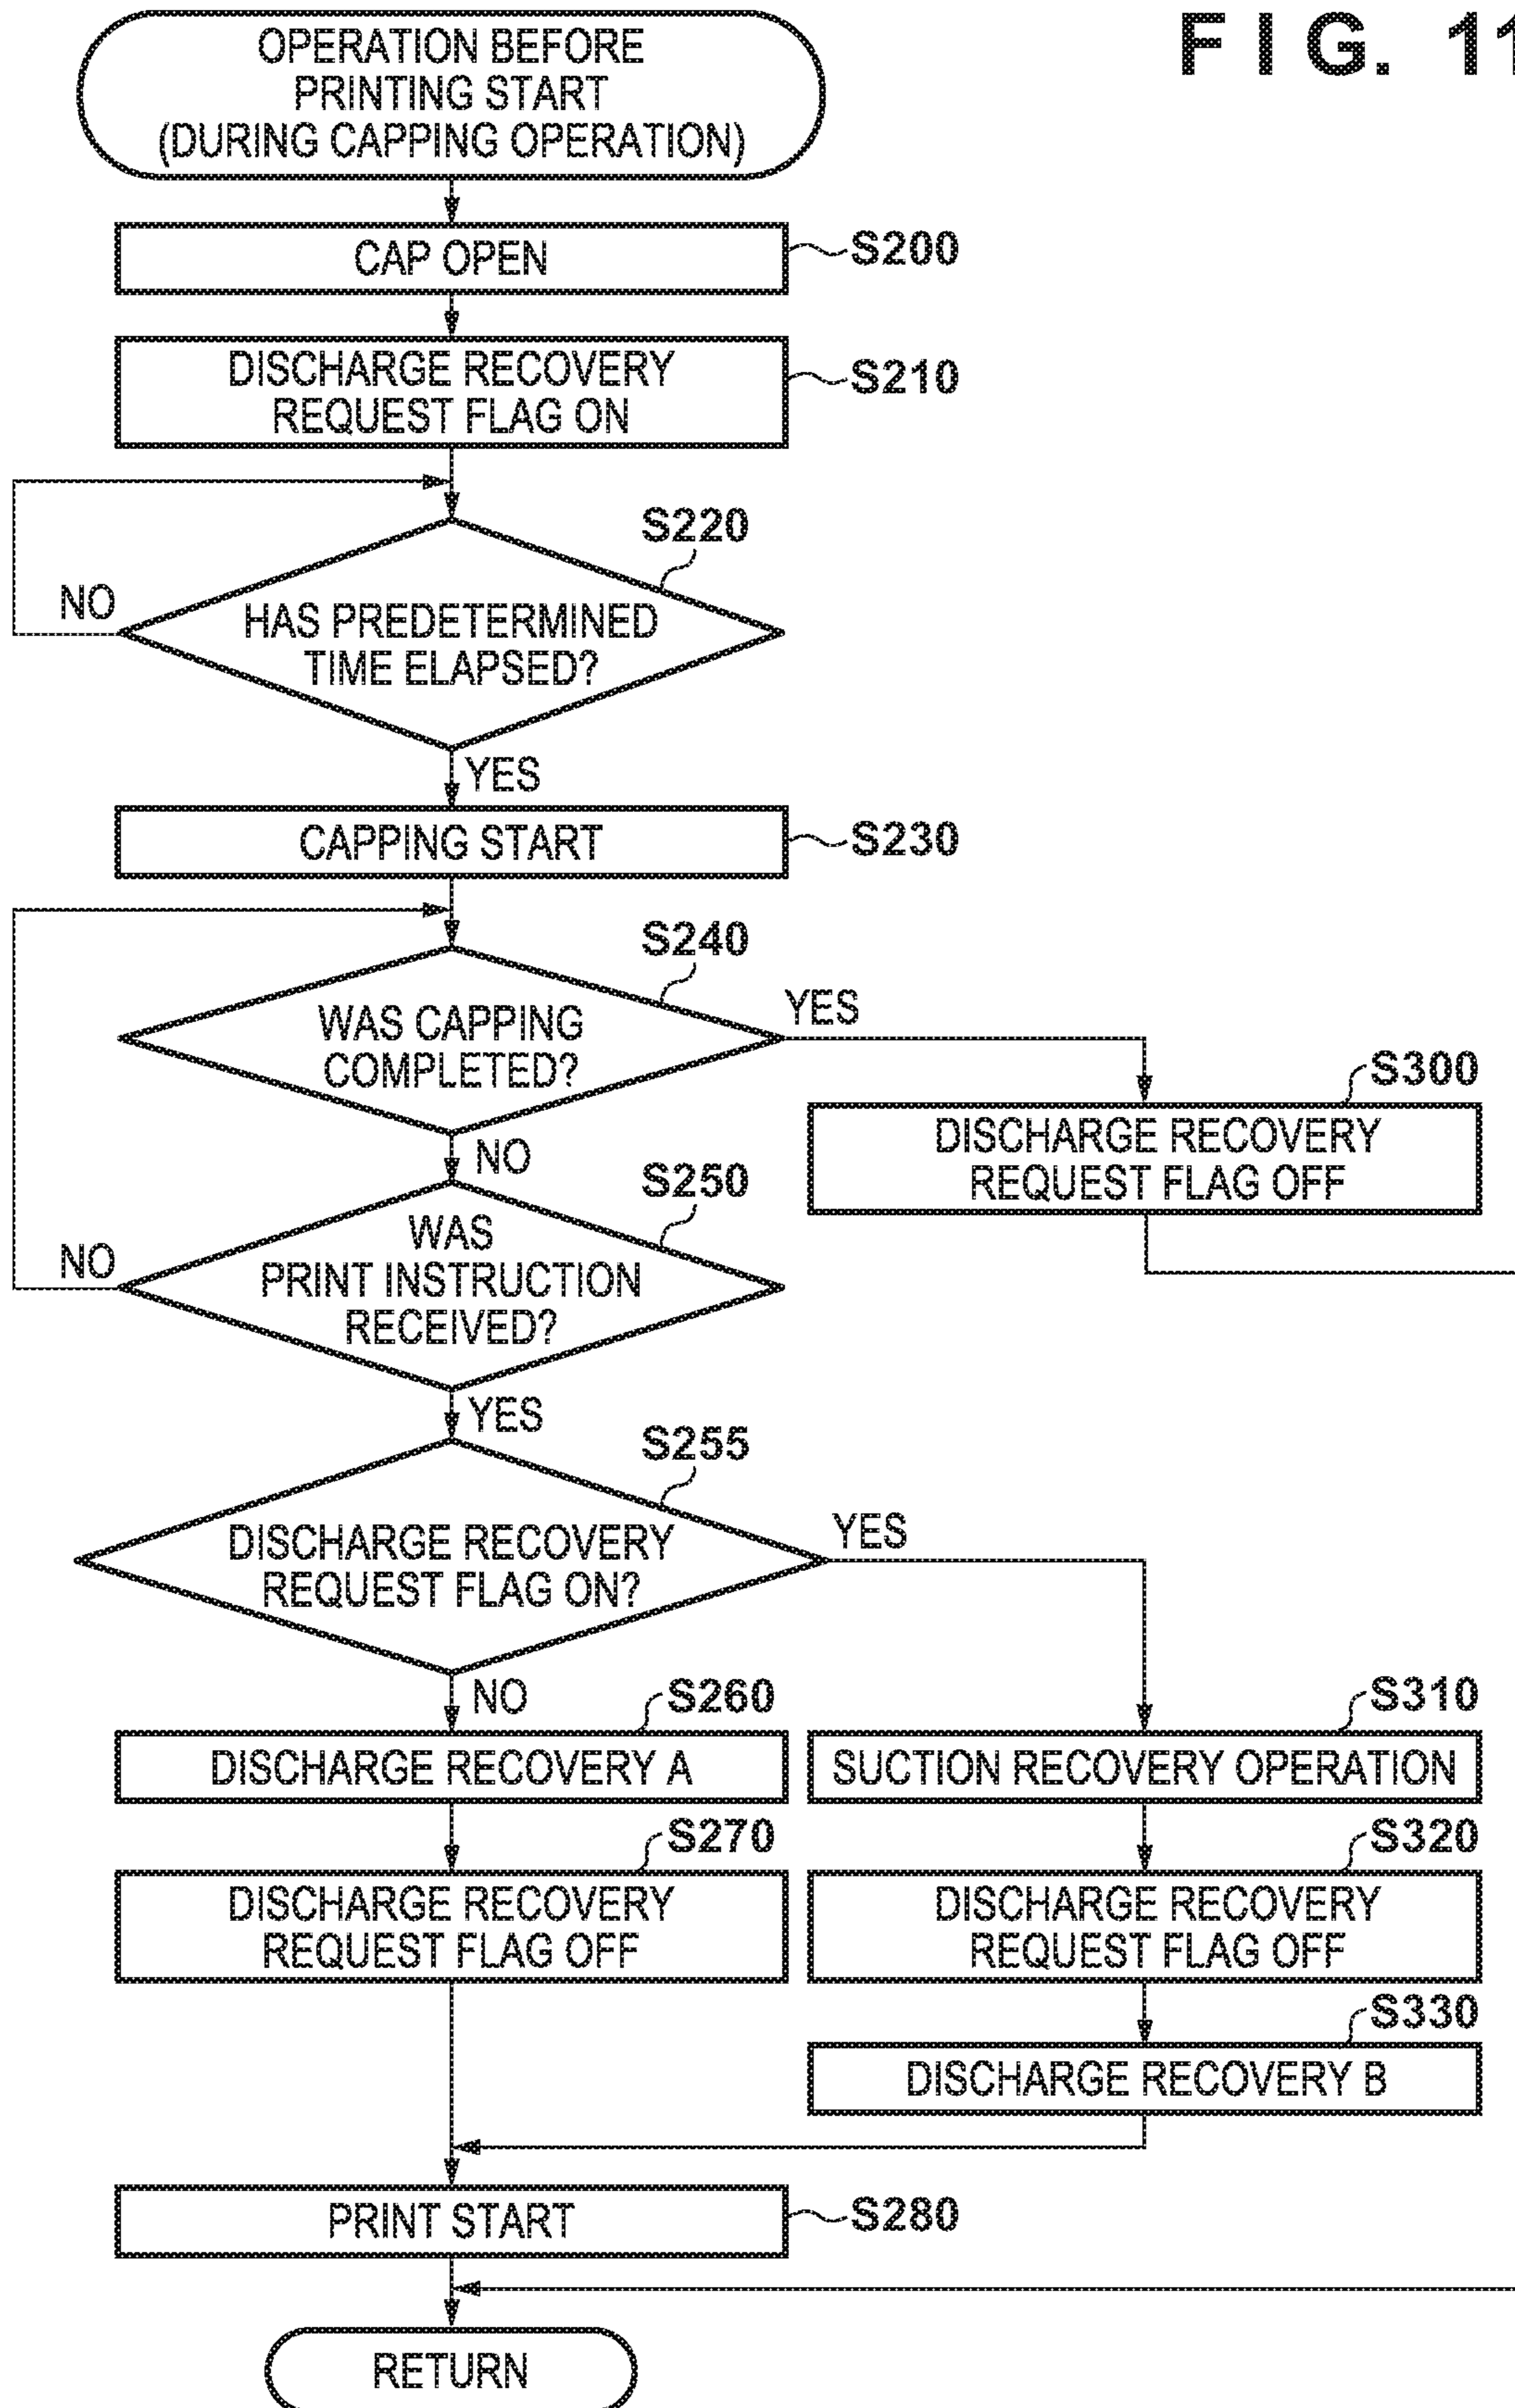 FIG. 11
OPERATION BEFORE
PRINTING START
(DURING CAPPING OPERATION)
CAP OPEN
S200
DISCHARGE RECOVERY
REQUEST FLAG ON
S210
S220
NO
HAS PREDETERMINED
TIME ELAPSED?
YES
CAPPING START
S230
S240
WAS CAPPING
COMPLETED?
YES
S300
DISCHARGE RECOVERY
REQUEST FLAG OFF
NO
S250
NO
WAS
PRINT INSTRUCTION
RECEIVED?
YES
S255
DISCHARGE RECOVERY
REQUEST FLAG ON?
YES
NO
S260
DISCHARGE RECOVERY A
S310
SUCTION RECOVERY OPERATION
S270
DISCHARGE RECOVERY
REQUEST FLAG OFF
S320
DISCHARGE RECOVERY
REQUEST FLAG OFF
S330
DISCHARGE RECOVERY B
PRINT START
S280
RETURN